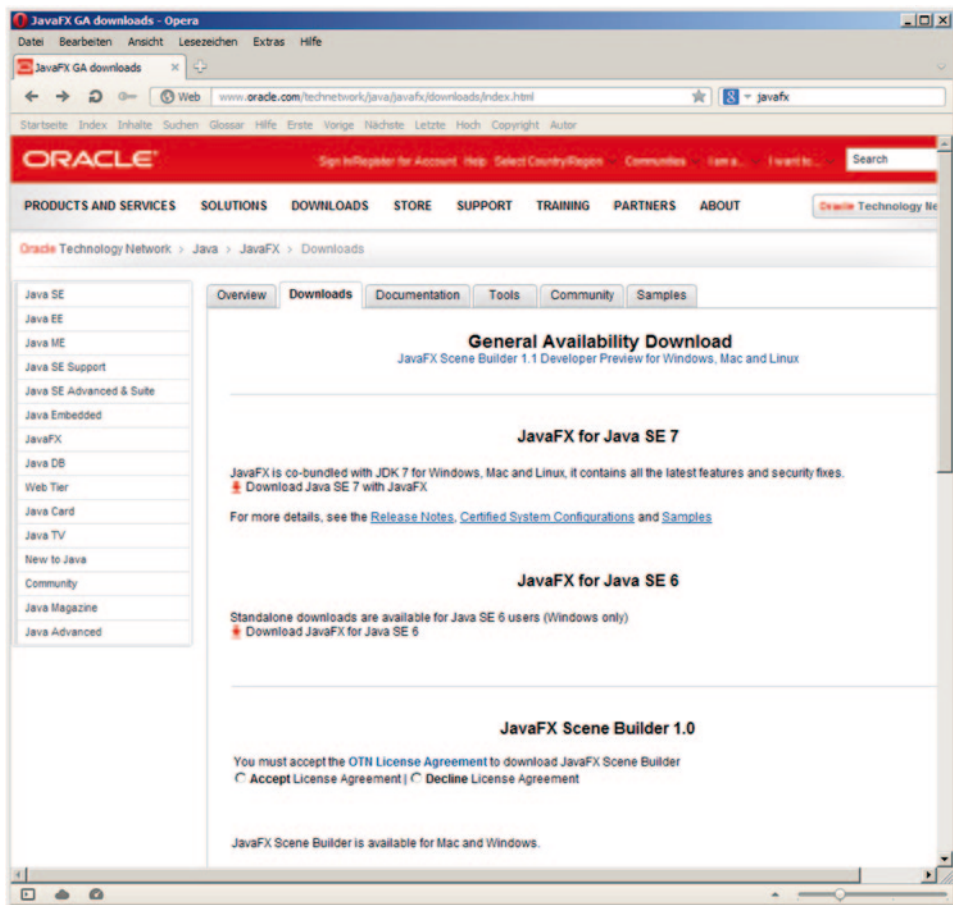 JavaFX GA downloads - Opera
Datei Bearbeiten Ansicht Lesezeichen Extras Hilfe
JavaFX GA downloads
Web www.oracle.com/technetwork/java/javafx/downloads/index.html javafx
Startseite Index Inhalte Suchen Glossar Hilfe Erste Vorige Nächste Letzte Hoch Copyright Autor
ORACLE Sign In/Register for Account Help Select Country/Region Communities I am a... I want to... Search
PRODUCTS AND SERVICES SOLUTIONS DOWNLOADS STORE SUPPORT TRAINING PARTNERS ABOUT Oracle Technology Ne
Oracle Technology Network > Java > JavaFX > Downloads
Java SE
Java EE
Java ME
Java SE Support
Java SE Advanced & Suite
Java Embedded
JavaFX
Java DB
Web Tier
Java Card
Java TV
New to Java
Community
Java Magazine
Java Advanced
Overview Downloads Documentation Tools Community Samples
General Availability Download
JavaFX Scene Builder 1.1 Developer Preview for Windows, Mac and Linux
JavaFX for Java SE 7
JavaFX is co-bundled with JDK 7 for Windows, Mac and Linux, it contains all the latest features and security fixes.
Download Java SE 7 with JavaFX
For more details, see the Release Notes, Certified System Configurations and Samples
JavaFX for Java SE 6
Standalone downloads are available for Java SE 6 users (Windows only)
Download JavaFX for Java SE 6
JavaFX Scene Builder 1.0
You must accept the OTN License Agreement to download JavaFX Scene Builder
Accept License Agreement | Decline License Agreement
JavaFX Scene Builder is available for Mac and Windows.